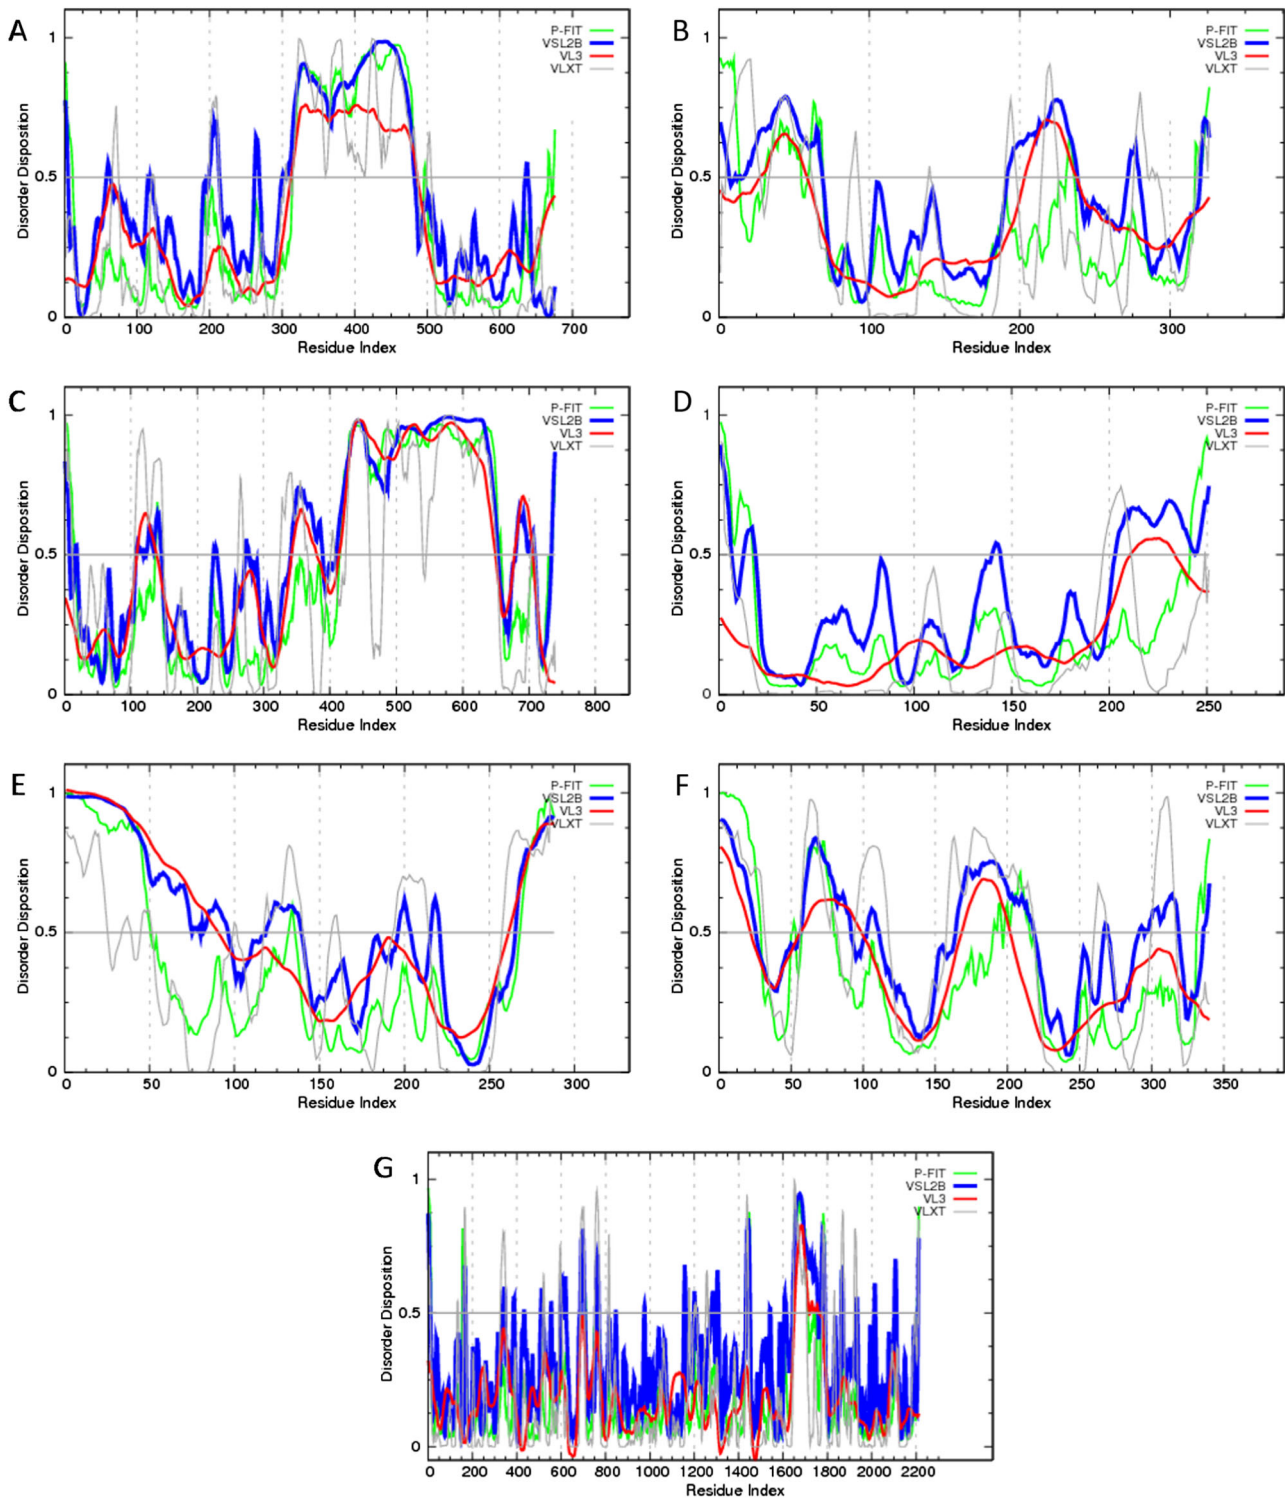 A
1
0.5
0
Disorder Disposition
P-FIT
VSL2B
VL3
VLXT
0 100 200 300 400 500 600 700
Residue Index
B
1
0.5
0
Disorder Disposition
P-FIT
VSL2B
VL3
VLXT
0 100 200 300
Residue Index
C
1
0.5
0
Disorder Disposition
P-FIT
VSL2B
VL3
VLXT
0 100 200 300 400 500 600 700 800
Residue Index
D
1
0.5
0
Disorder Disposition
P-FIT
VSL2B
VL3
VLXT
0 50 100 150 200 250
Residue Index
E
1
0.5
0
Disorder Disposition
P-FIT
VSL2B
VL3
VLXT
0 50 100 150 200 250 300
Residue Index
F
1
0.5
0
Disorder Disposition
P-FIT
VSL2B
VL3
VLXT
0 50 100 150 200 250 300 350
Residue Index
G
1
0.5
0
Disorder Disposition
P-FIT
VSL2B
VL3
VLXT
0 200 400 600 800 1000 1200 1400 1600 1800 2000 2200
Residue Index